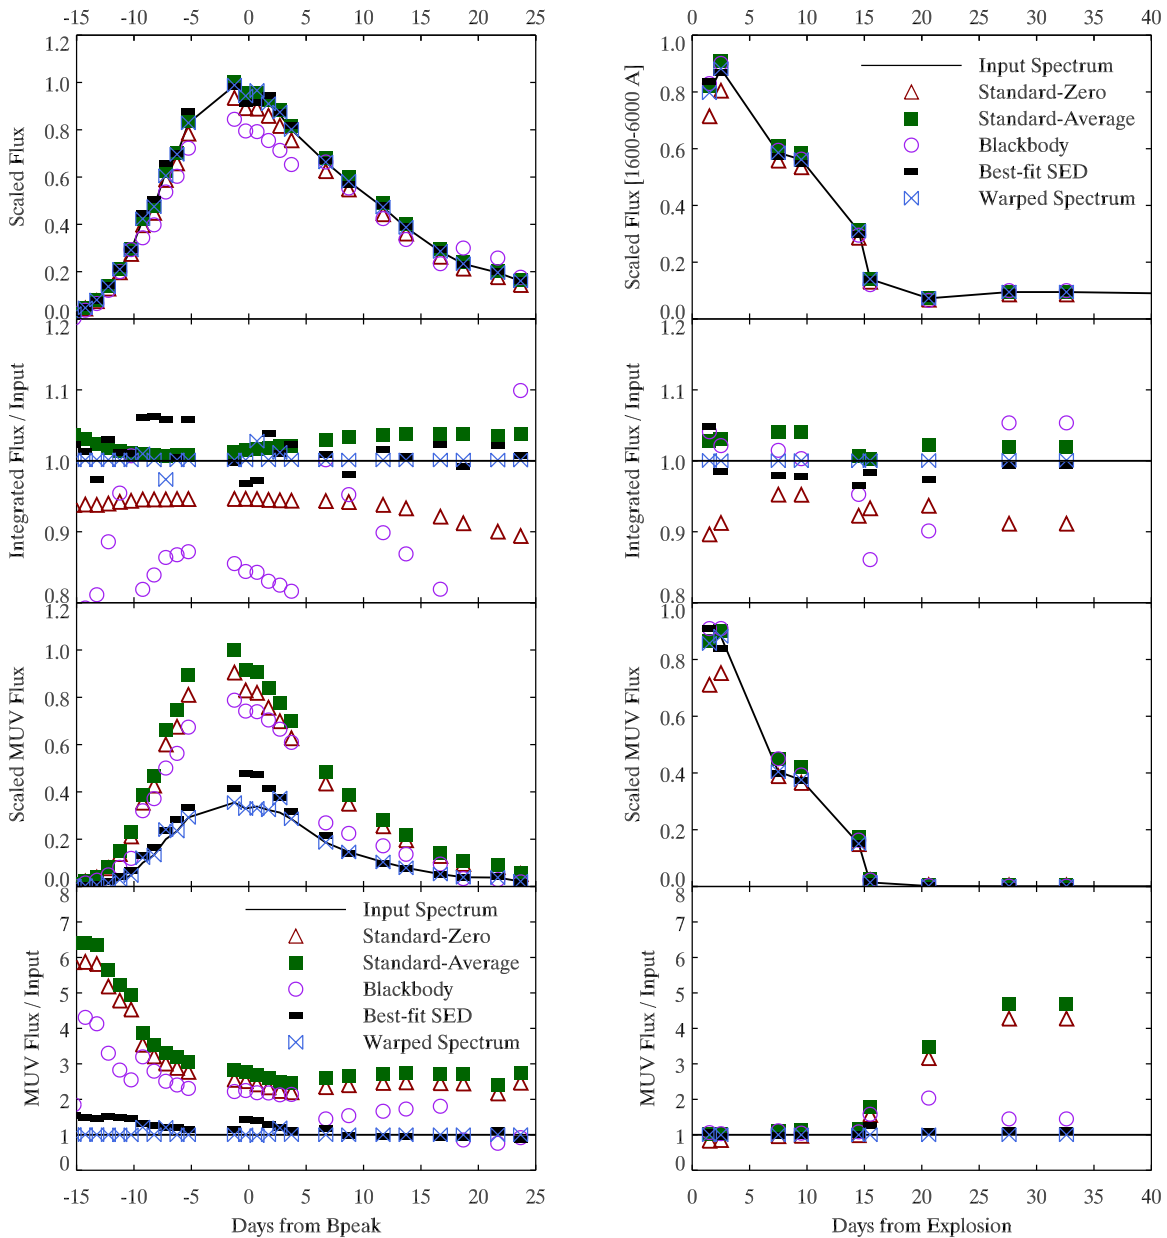 -15 -10 -5 0 5 10 15 20 25
0 5 10 15 20 25 30 35 40
Scaled Flux
1.2
1.0
0.8
0.6
0.4
0.2
0.0
Scaled Flux [1600-6000 A]
1.0
0.8
0.6
0.4
0.2
0.0
Input Spectrum
Standard-Zero
Standard-Average
Blackbody
Best-fit SED
Warped Spectrum
Integrated Flux / Input
1.2
1.1
1.0
0.9
0.8
Integrated Flux / Input
1.2
1.1
1.0
0.9
0.8
Scaled MUV Flux
1.2
1.0
0.8
0.6
0.4
0.2
0.0
Scaled MUV Flux
1.0
0.8
0.6
0.4
0.2
0.0
MUV Flux / Input
8
7
6
5
4
3
2
1
0
Input Spectrum
Standard-Zero
Standard-Average
Blackbody
Best-fit SED
Warped Spectrum
MUV Flux / Input
8
7
6
5
4
3
2
1
0
-15 -10 -5 0 5 10 15 20 25
Days from Bpeak
0 5 10 15 20 25 30 35 40
Days from Explosion